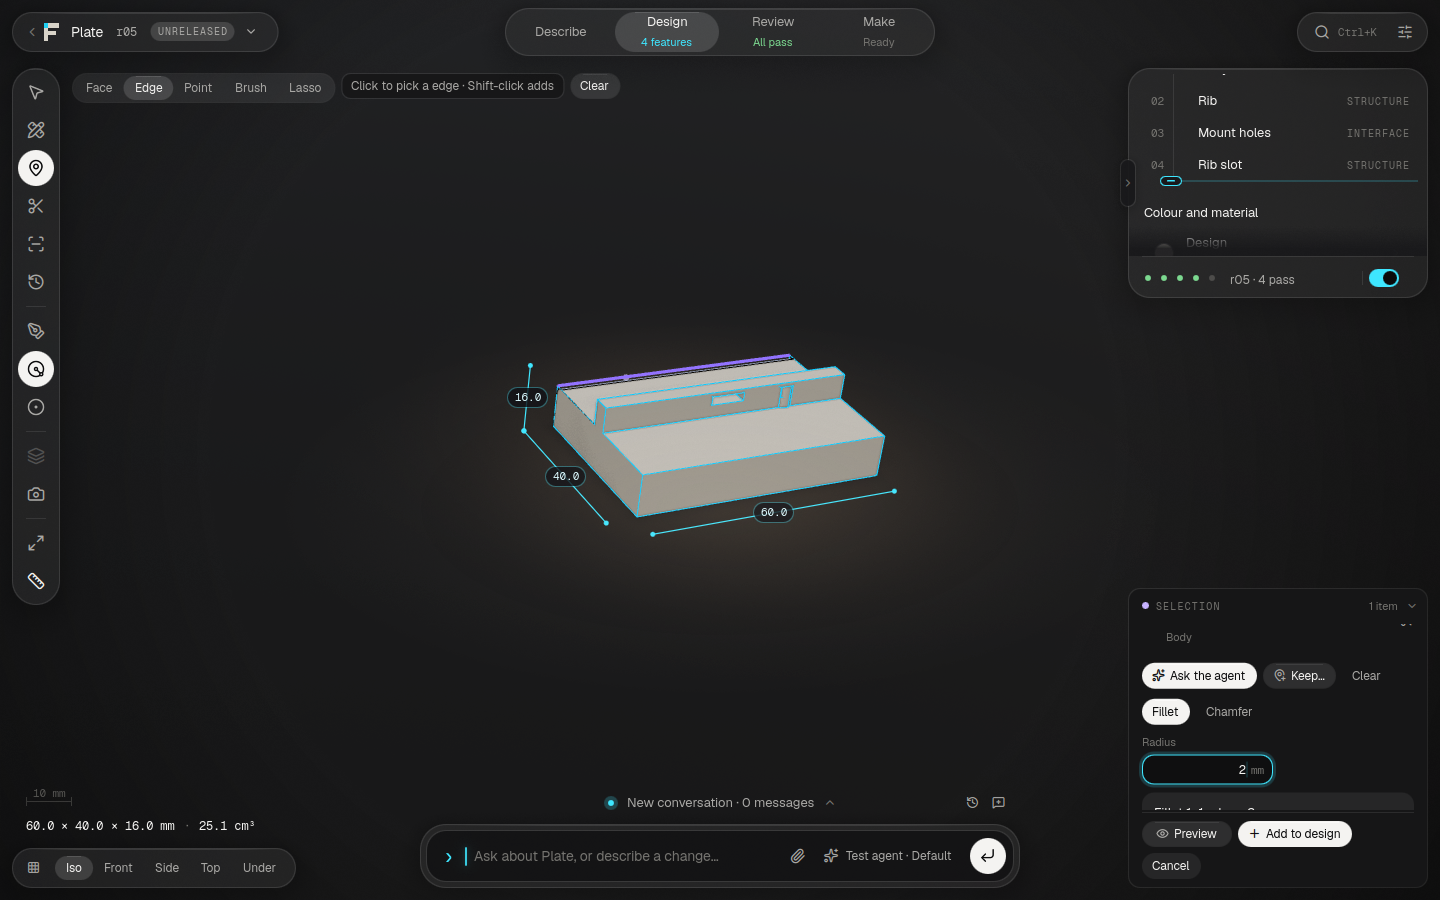 Plate r05 UNRELEASED
Describe
Design
4 features
Review
All pass
Make
Ready
Ctrl+K
Face Edge Point Brush Lasso
Click to pick a edge · Shift-click adds
Clear
02 Rib STRUCTURE
03 Mount holes INTERFACE
04 Rib slot STRUCTURE
Colour and material
Design
r05 · 4 pass
16.0
40.0
60.0
SELECTION 1 item
Body
Ask the agent Keep… Clear
Fillet Chamfer
Radius
2 mm
Preview Add to design
Cancel
10 mm
60.0 × 40.0 × 16.0 mm · 25.1 cm³
Iso Front Side Top Under
New conversation · 0 messages
Ask about Plate, or describe a change…
Test agent · Default